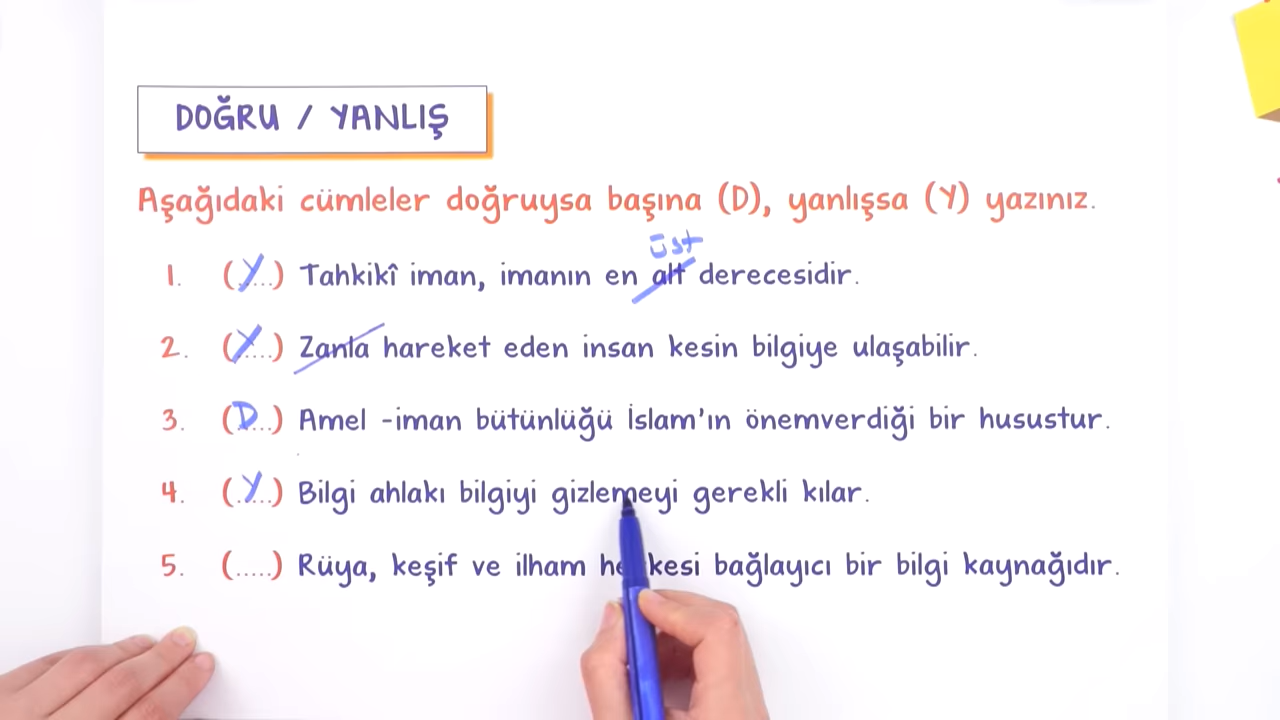 DOĞRU / YANLIŞ
Aşağıdaki cümleler doğruysa başına (D), yanlışsa (Y) yazınız.
üst
1. (Y....) Tahkikî iman, imanın en alt derecesidir.
2. (Y....) Zanla hareket eden insan kesin bilgiye ulaşabilir.
3. (D....) Amel -iman bütünlüğü İslam'ın önemverdiği bir husustur.
4. (.Y...) Bilgi ahlakı bilgiyi gizlemeyi gerekli kılar.
5. (.....) Rüya, keşif ve ilham herkesi bağlayıcı bir bilgi kaynağıdır.